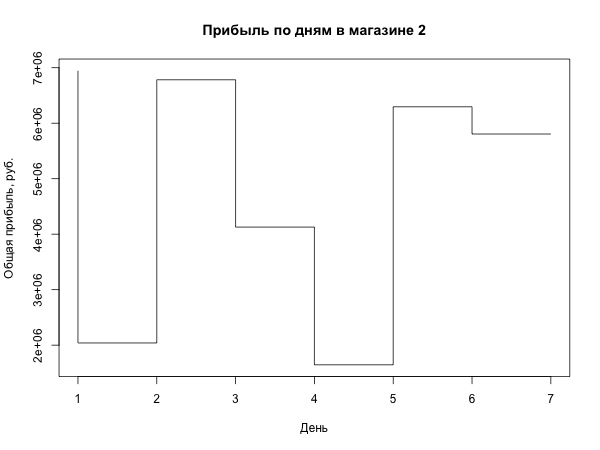 Прибыль по дням в магазине 2
Общая прибыль, руб.
7e+06
6e+06
5e+06
4e+06
3e+06
2e+06
1 2 3 4 5 6 7
День